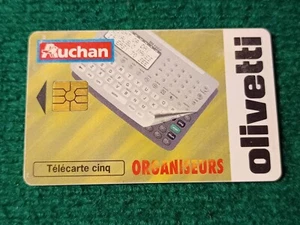 Auchan
olivetti
Télécarte cinq
ORGANISEURS